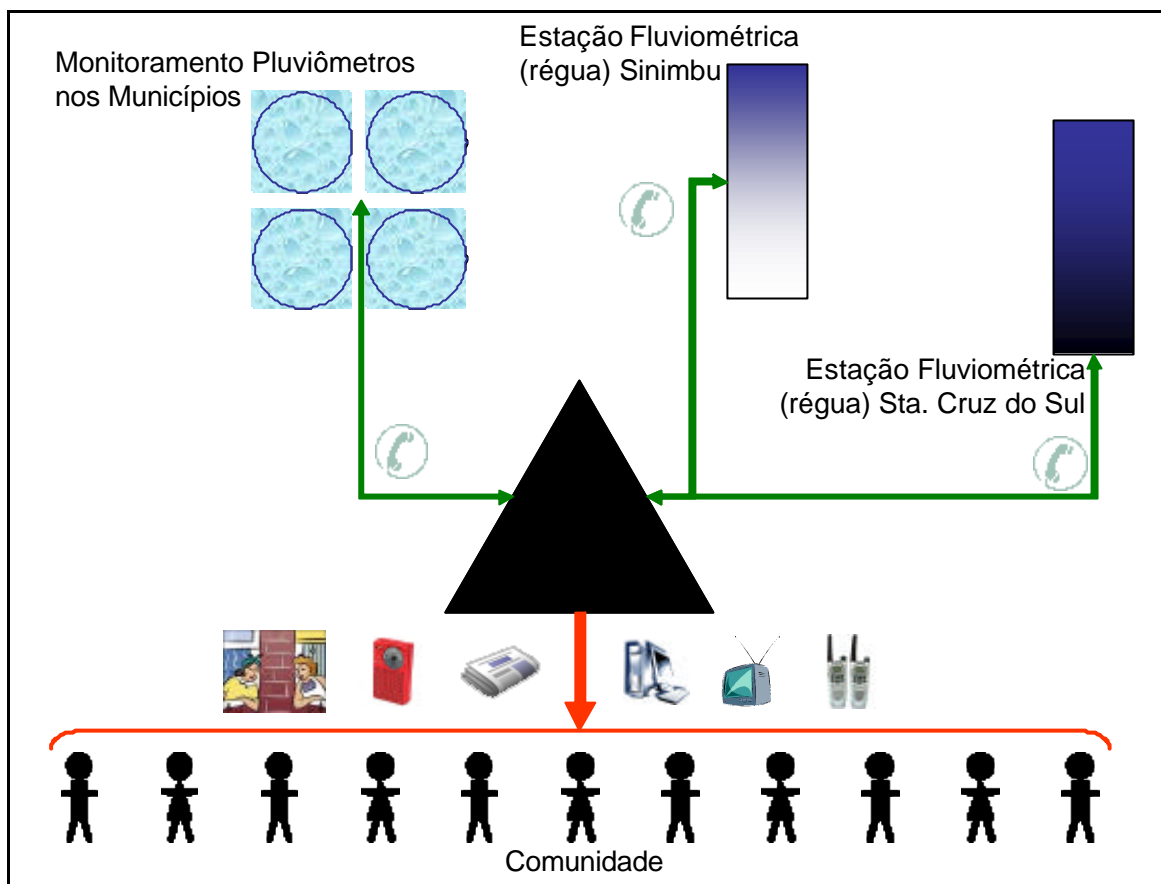 Monitoramento Pluviômetros
nos Municípios
Estação Fluviométrica
(régua) Sinimbu
Estação Fluviométrica
(régua) Sta. Cruz do Sul
Comunidade